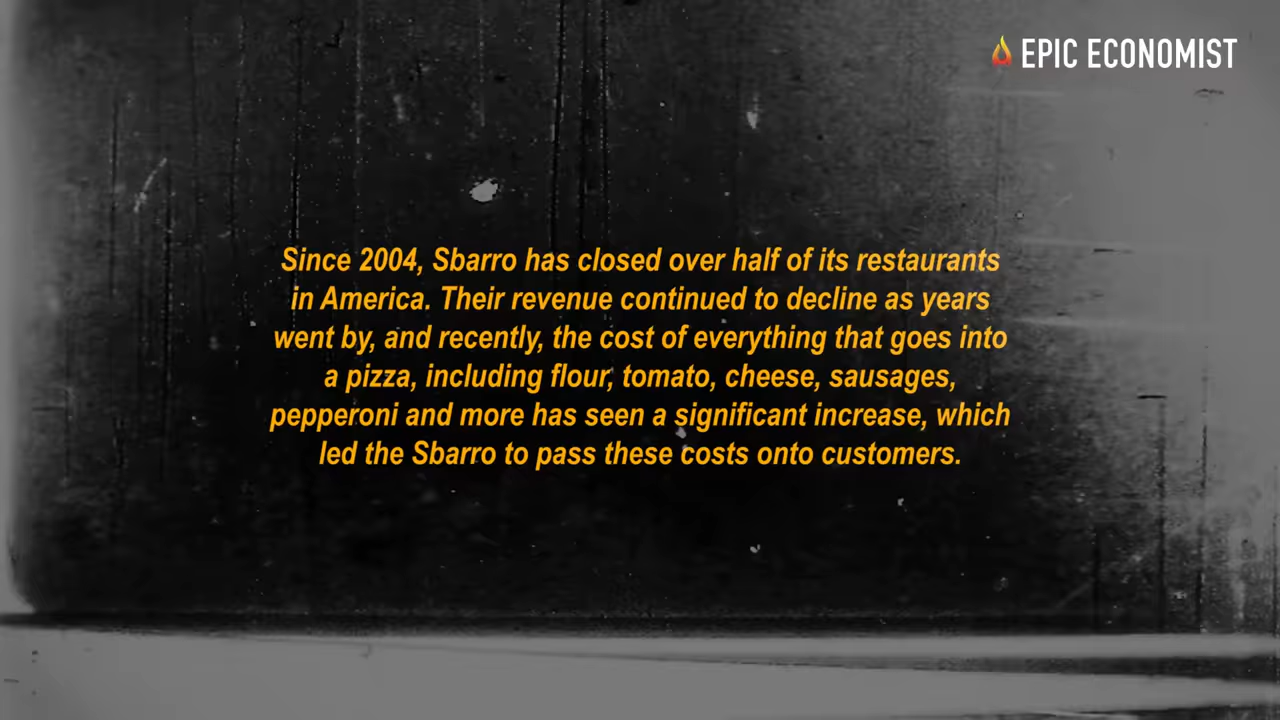 EPIC ECONOMIST
Since 2004, Sbarro has closed over half of its restaurants
in America. Their revenue continued to decline as years
went by, and recently, the cost of everything that goes into
a pizza, including flour, tomato, cheese, sausages,
pepperoni and more has seen a significant increase, which
led the Sbarro to pass these costs onto customers.